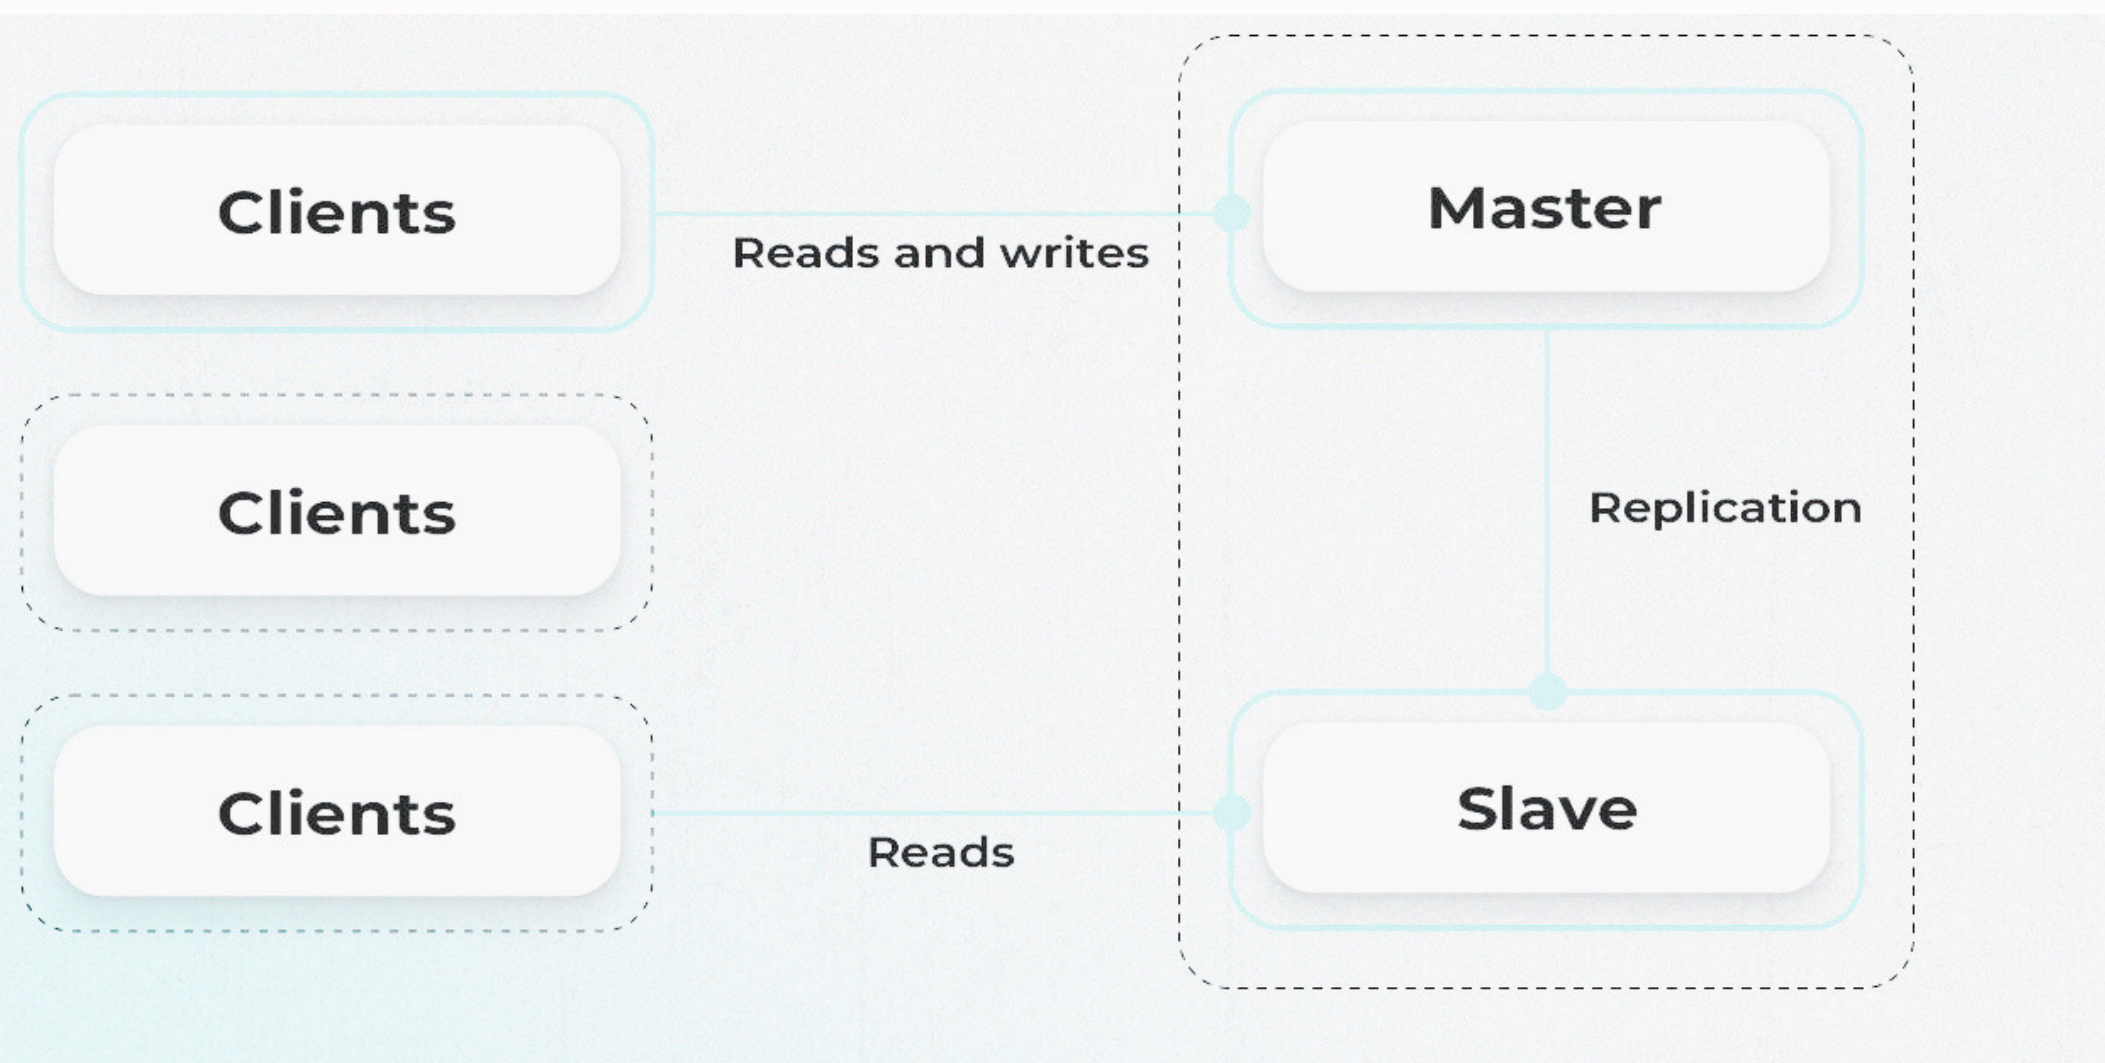 Clients
Master
Reads and writes
Clients
Replication
Clients
Slave
Reads